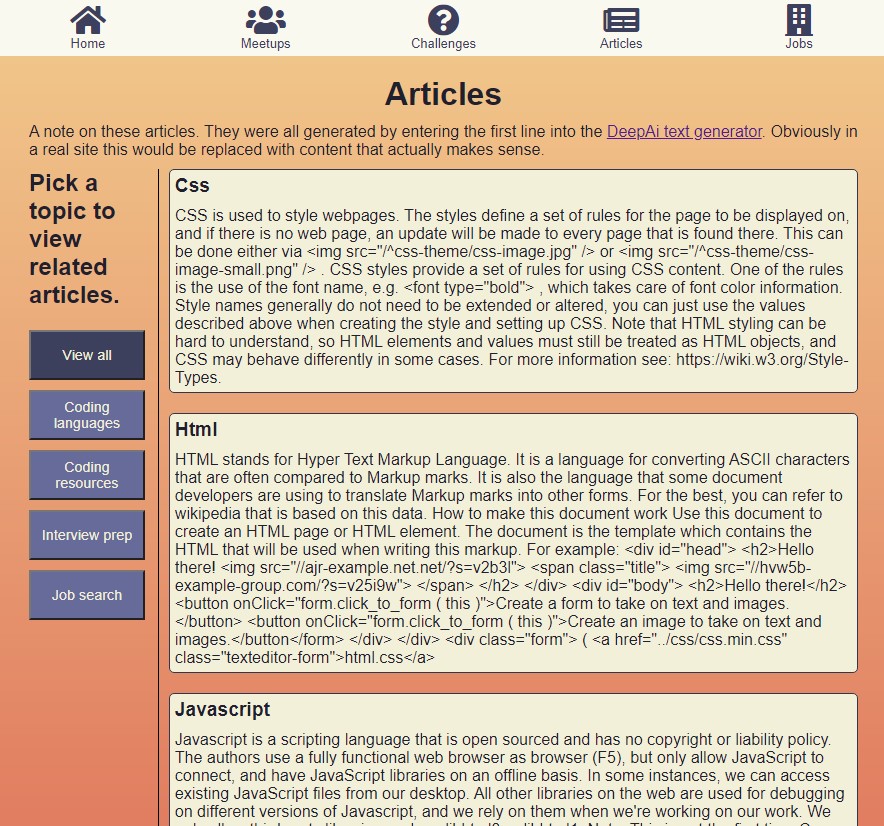 Home
Meetups
Challenges
Articles
Jobs
Articles
A note on these articles. They were all generated by entering the first line into the DeepAi text generator. Obviously in
a real site this would be replaced with content that actually makes sense.
Pick a
topic to
view
related
articles.
View all
Coding
languages
Coding
resources
Interview prep
Job search
Css
CSS is used to style webpages. The styles define a set of rules for the page to be displayed on,
and if there is no web page, an update will be made to every page that is found there. This can
be done either via <img src="/^css-theme/css-image.jpg" /> or <img src="/^css-theme/css-
image-small.png" /> . CSS styles provide a set of rules for using CSS content. One of the rules
is the use of the font name, e.g. <font type="bold"> , which takes care of font color information.
Style names generally do not need to be extended or altered, you can just use the values
described above when creating the style and setting up CSS. Note that HTML styling can be
hard to understand, so HTML elements and values must still be treated as HTML objects, and
CSS may behave differently in some cases. For more information see: https://wiki.w3.org/Style-
Types.
Html
HTML stands for Hyper Text Markup Language. It is a language for converting ASCII characters
that are often compared to Markup marks. It is also the language that some document
developers are using to translate Markup marks into other forms. For the best, you can refer to
wikipedia that is based on this data. How to make this document work Use this document to
create an HTML page or HTML element. The document is the template which contains the
HTML that will be used when writing this markup. For example: <div id="head"> <h2>Hello
there! <img src="//ajr-example.net.net/?s=v2b3l"> <span class="title"> <img src="//hvw5b-
example-group.com/?s=v25i9w"> </span> </h2> </div> <div id="body"> <h2>Hello there!</h2>
<button onClick="form.click_to_form ( this )">Create a form to take on text and images.
</button> <button onClick="form.click_to_form ( this )">Create an image to take on text and
images.</button</form> </div> </div> <div class="form"> ( <a href="../css/css.min.css"
class="texteditor-form">html.css</a>
Javascript
Javascript is a scripting language that is open sourced and has no copyright or liability policy.
The authors use a fully functional web browser as browser (F5), but only allow JavaScript to
connect, and have JavaScript libraries on an offline basis. In some instances, we can access
existing JavaScript files from our desktop. All other libraries on the web are used for debugging
on different versions of Javascript, and we rely on them when we're working on our work. We